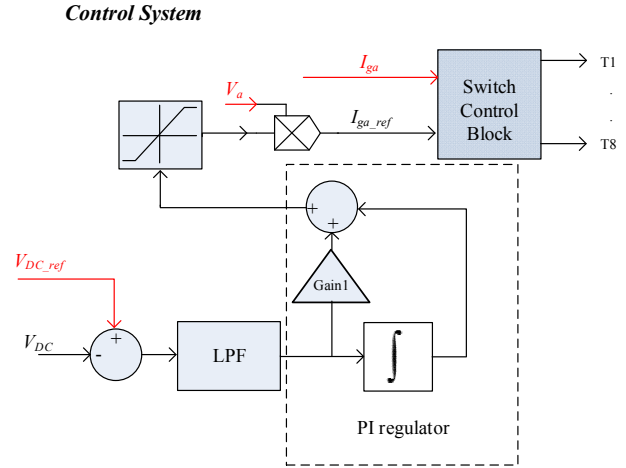 Control System
I_ga
Switch
Control
Block
T1
.
.
T8
V_a
I_ga_ref
+
+
V_DC_ref
Gain1
+
V_DC
-
LPF
∫
PI regulator